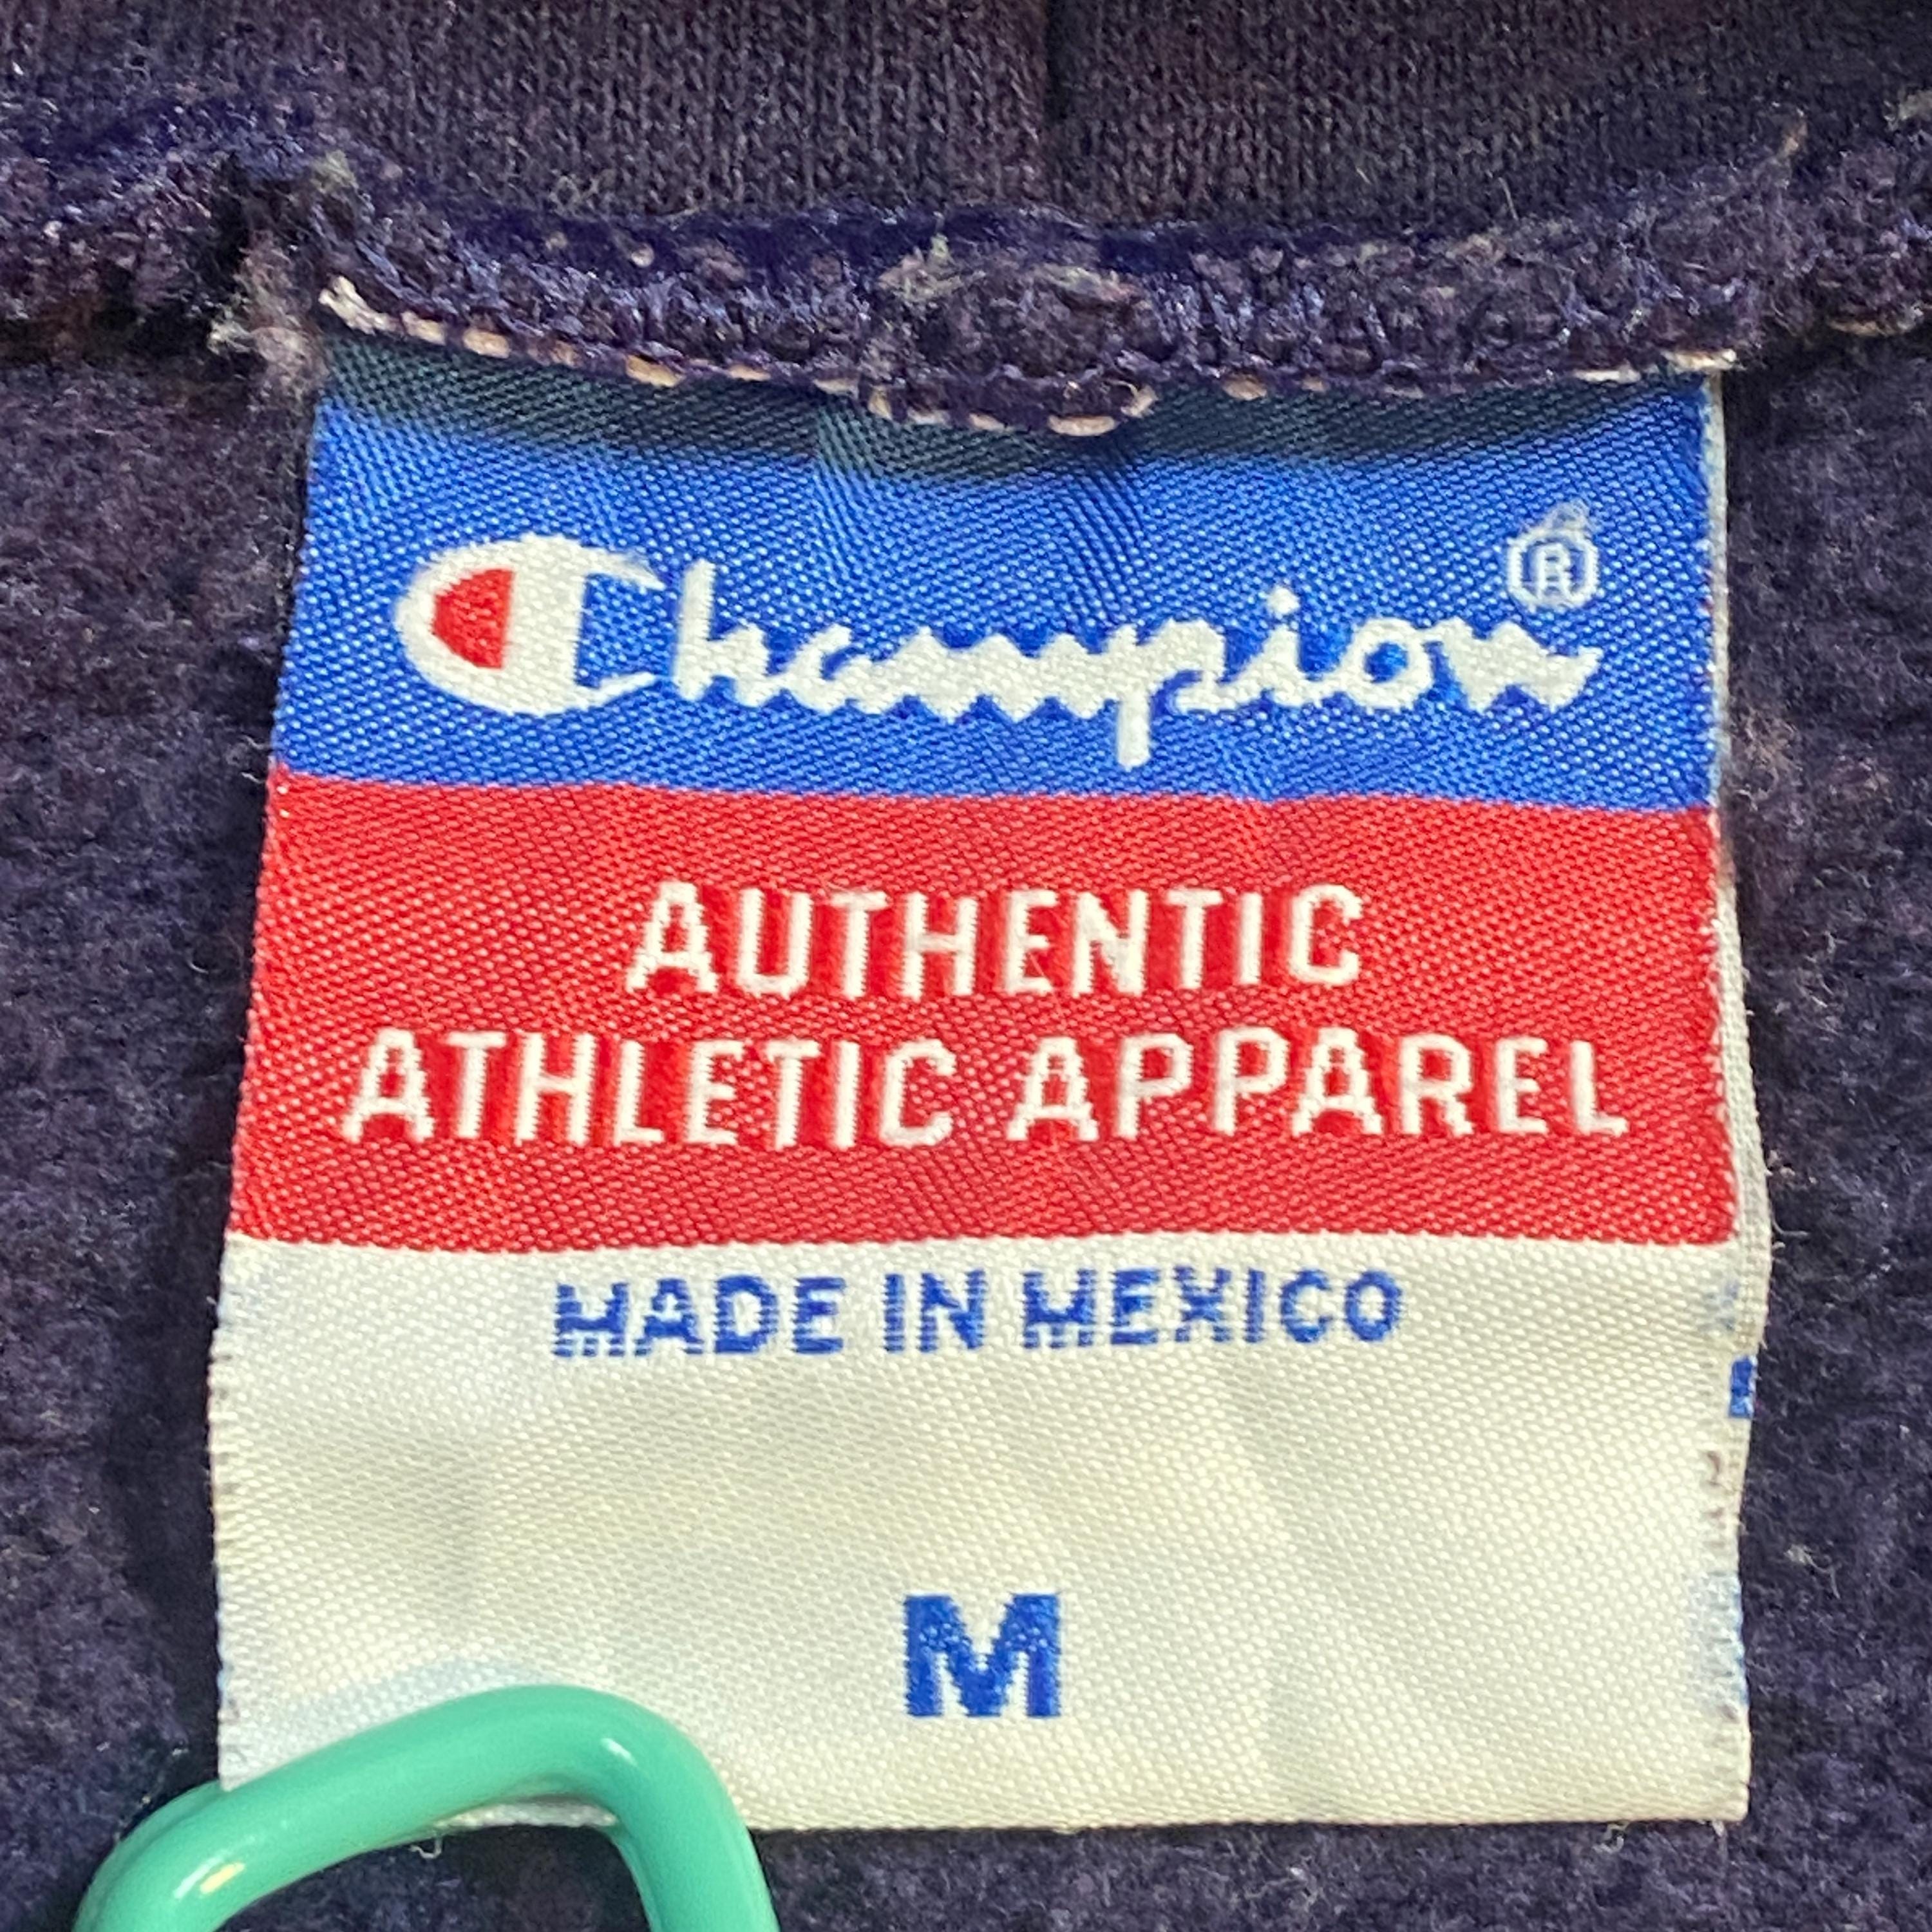 Champion®
AUTHENTIC
ATHLETIC APPAREL
MADE IN MEXICO
M